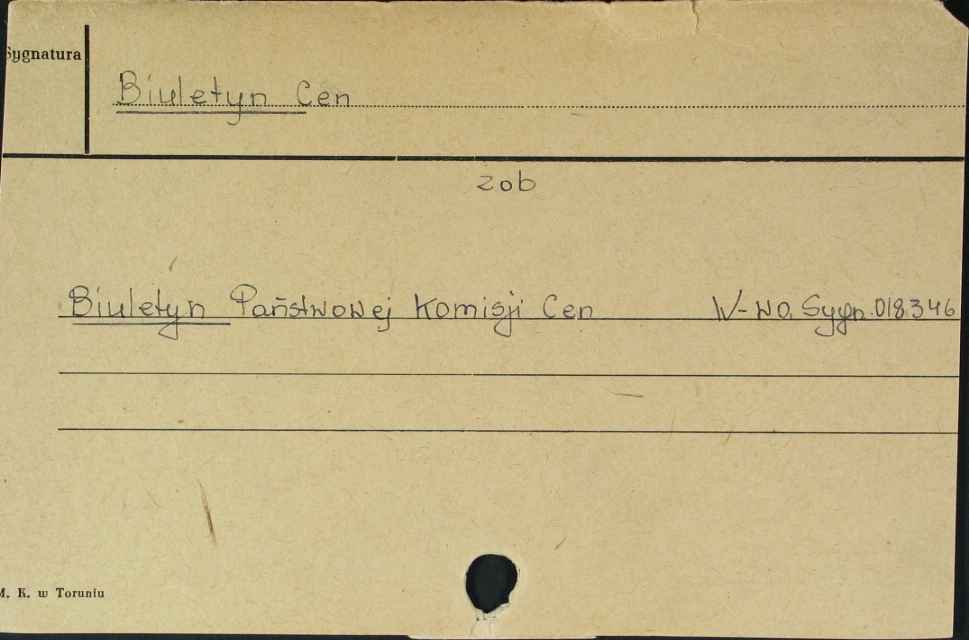 Sygnatura
Biuletyn Cen
zob
Biuletyn Państwowej Komisji Cen W-wo. Sygn. 018346
M. K. w Toruniu